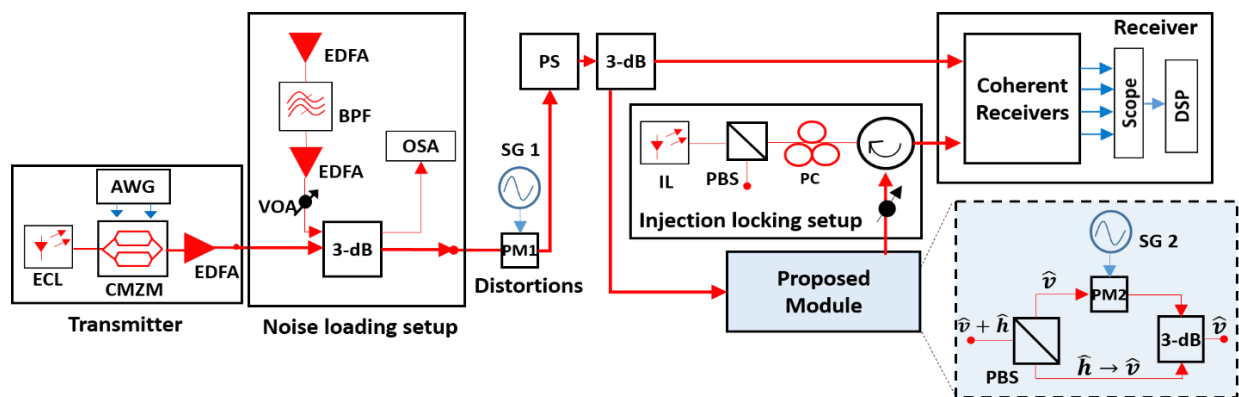 AWG
ECL
CMZM
EDFA
Transmitter
EDFA
BPF
EDFA
VOA
OSA
3-dB
Noise loading setup
SG 1
PM1
Distortions
PS
3-dB
IL
PBS
PC
Injection locking setup
Proposed
Module
Receiver
Coherent
Receivers
Scope
DSP
SG 2
v̂
PM2
v̂ + ĥ
3-dB
v̂
PBS
ĥ → v̂